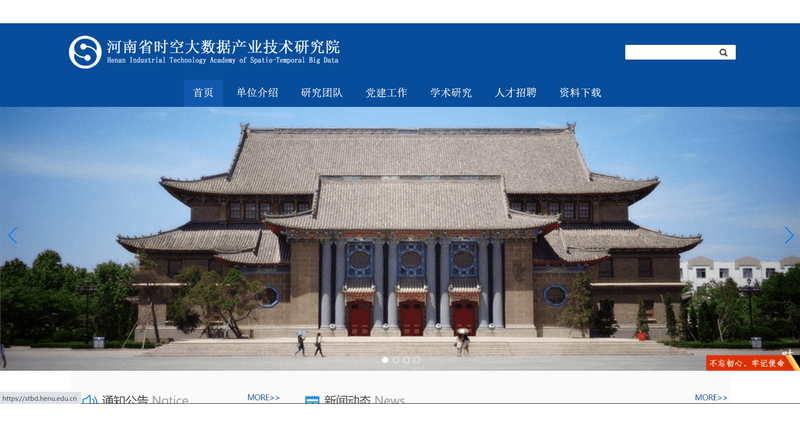 河南省时空大数据产业技术研究院
Henan Industrial Technology Academy of Spatio-Temporal Big Data
首页 单位介绍 研究团队 党建工作 学术研究 人才招聘 资料下载
不忘初心、牢记使命
通知公告 Notice MORE>> 新闻动态 News MORE>>
https://stbd.henu.edu.cn